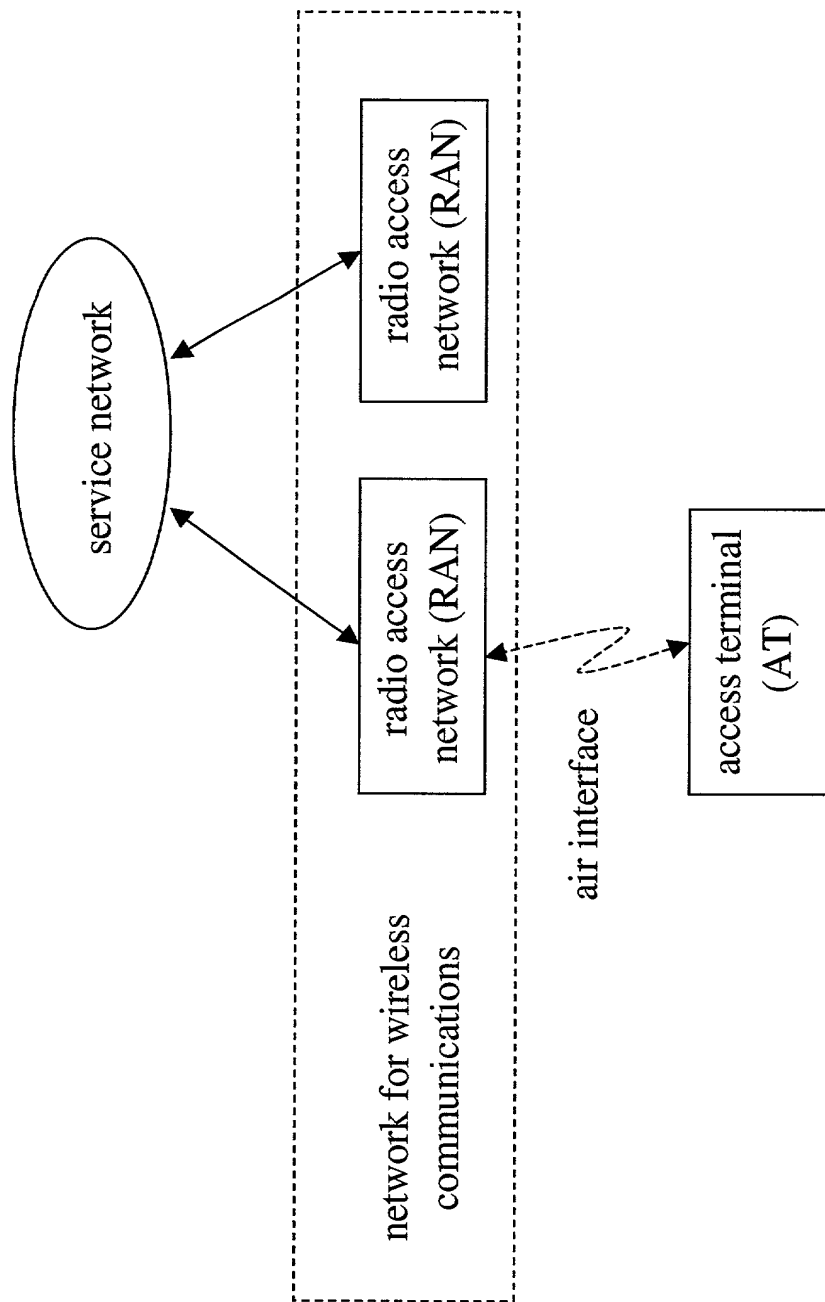 service network
network for wireless
communications
radio access
network (RAN)
radio access
network (RAN)
air interface
access terminal
(AT)